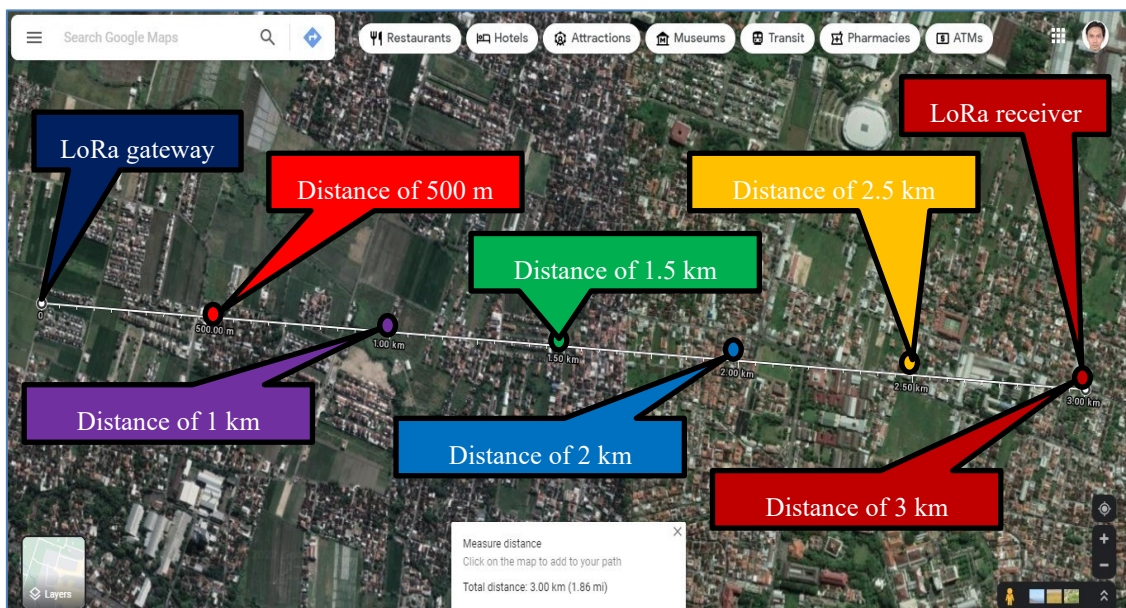 Search Google Maps
Restaurants
Hotels
Attractions
Museums
Transit
Pharmacies
ATMs
LoRa gateway
LoRa receiver
Distance of 500 m
Distance of 2.5 km
Distance of 1.5 km
0
500.00 m
1.00 km
1.50 km
2.00 km
2.50 km
3.00 km
Distance of 1 km
Distance of 2 km
Distance of 3 km
Measure distance
Click on the map to add to your path
Total distance: 3.00 km (1.86 mi)
Layers